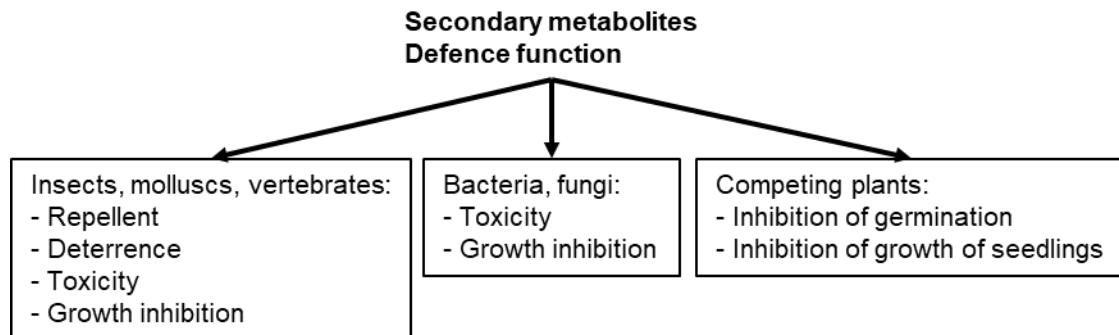 Secondary metabolites
Defence function
Insects, molluscs, vertebrates:
- Repellent
- Deterrence
- Toxicity
- Growth inhibition
Bacteria, fungi:
- Toxicity
- Growth inhibition
Competing plants:
- Inhibition of germination
- Inhibition of growth of seedlings